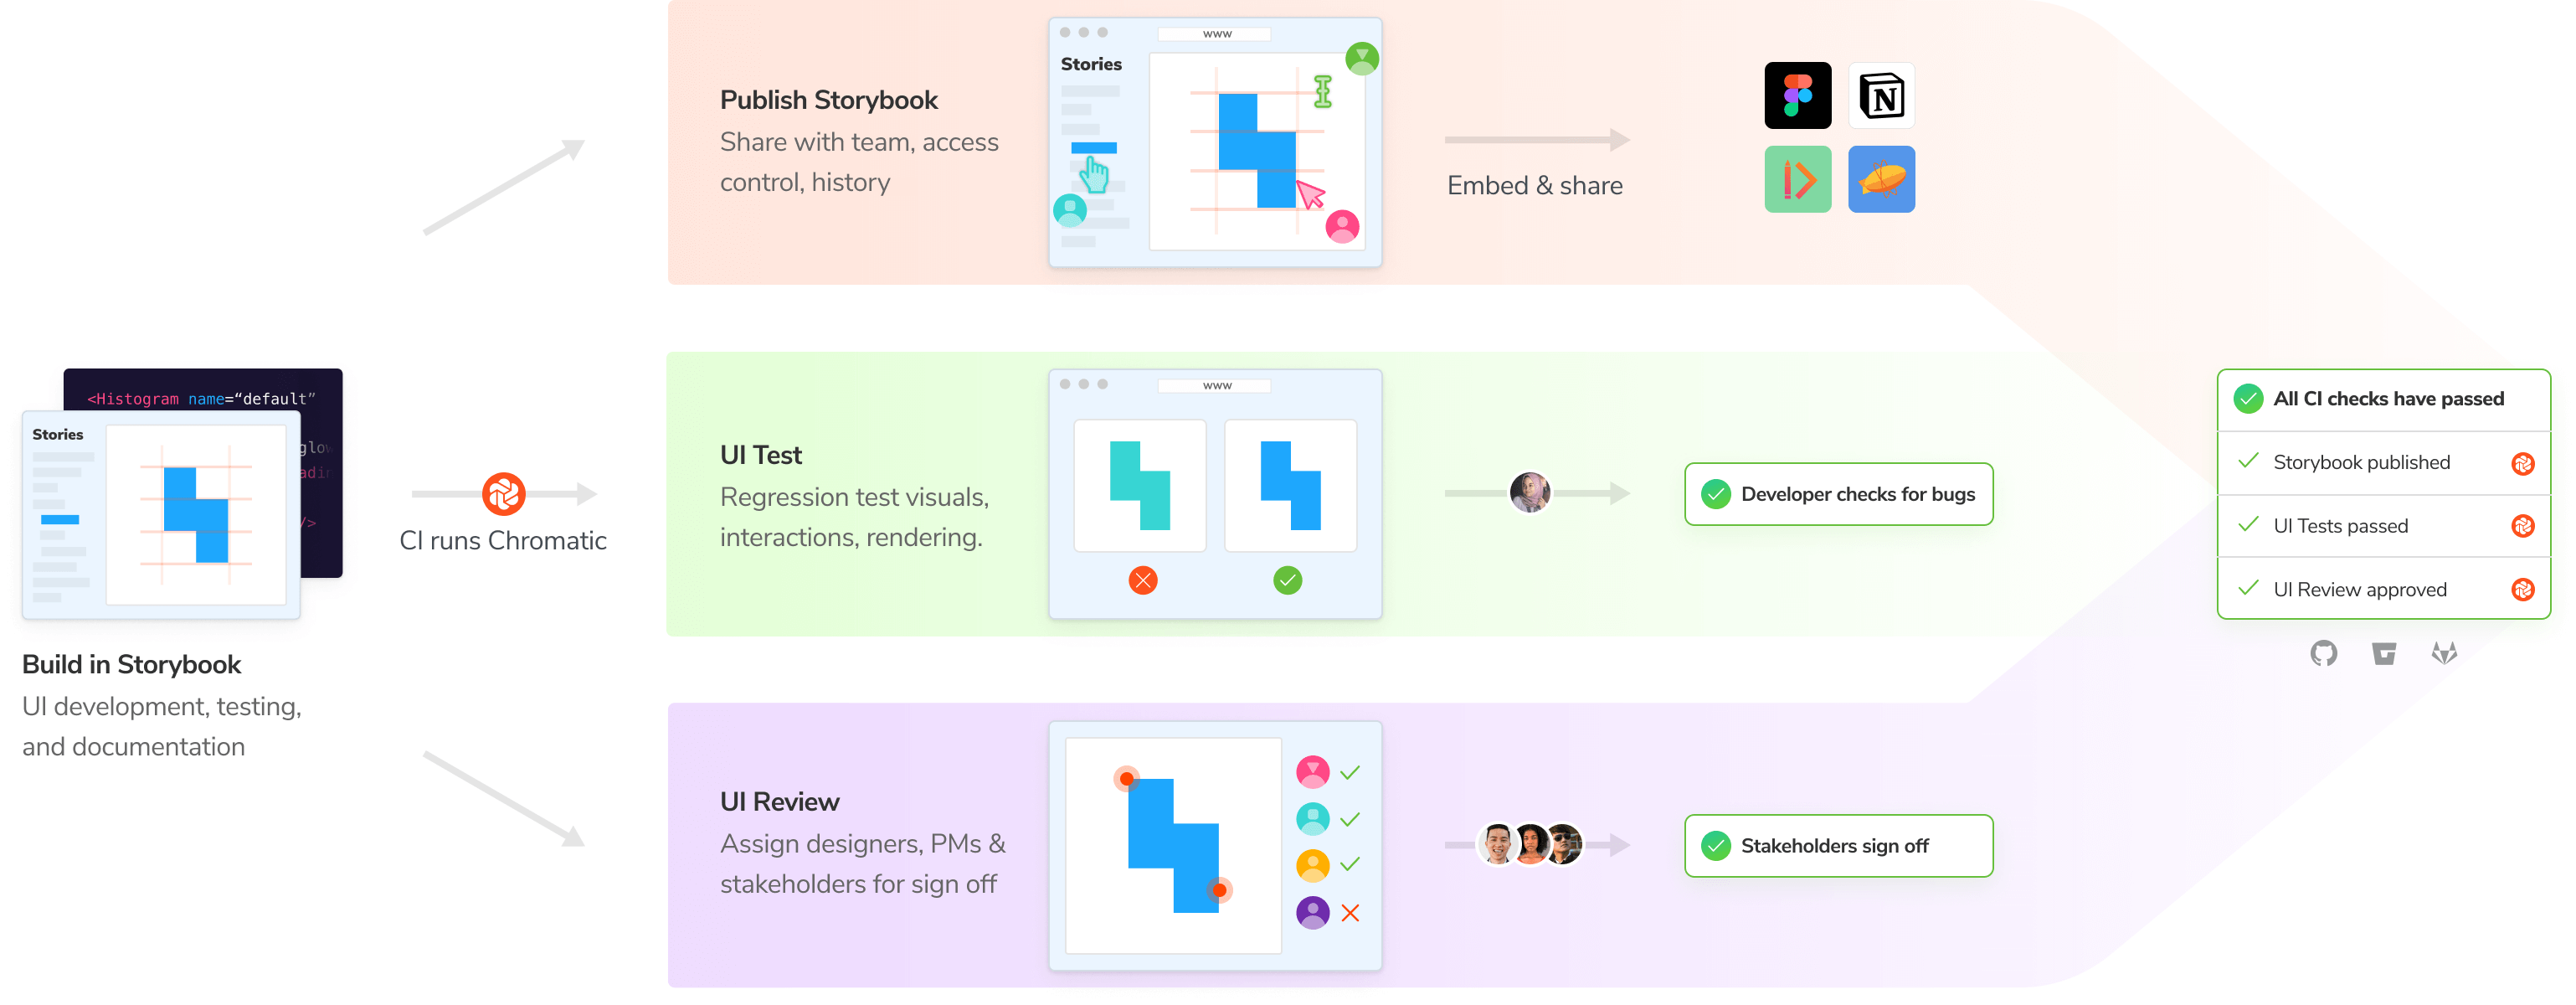 <Histogram name=“default”
glow
adin
/>
Stories
Build in Storybook
UI development, testing,
and documentation
CI runs Chromatic
Publish Storybook
Share with team, access
control, history
www
Stories
Embed & share
N
UI Test
Regression test visuals,
interactions, rendering.
www
Developer checks for bugs
UI Review
Assign designers, PMs &
stakeholders for sign off
Stakeholders sign off
All CI checks have passed
Storybook published
UI Tests passed
UI Review approved